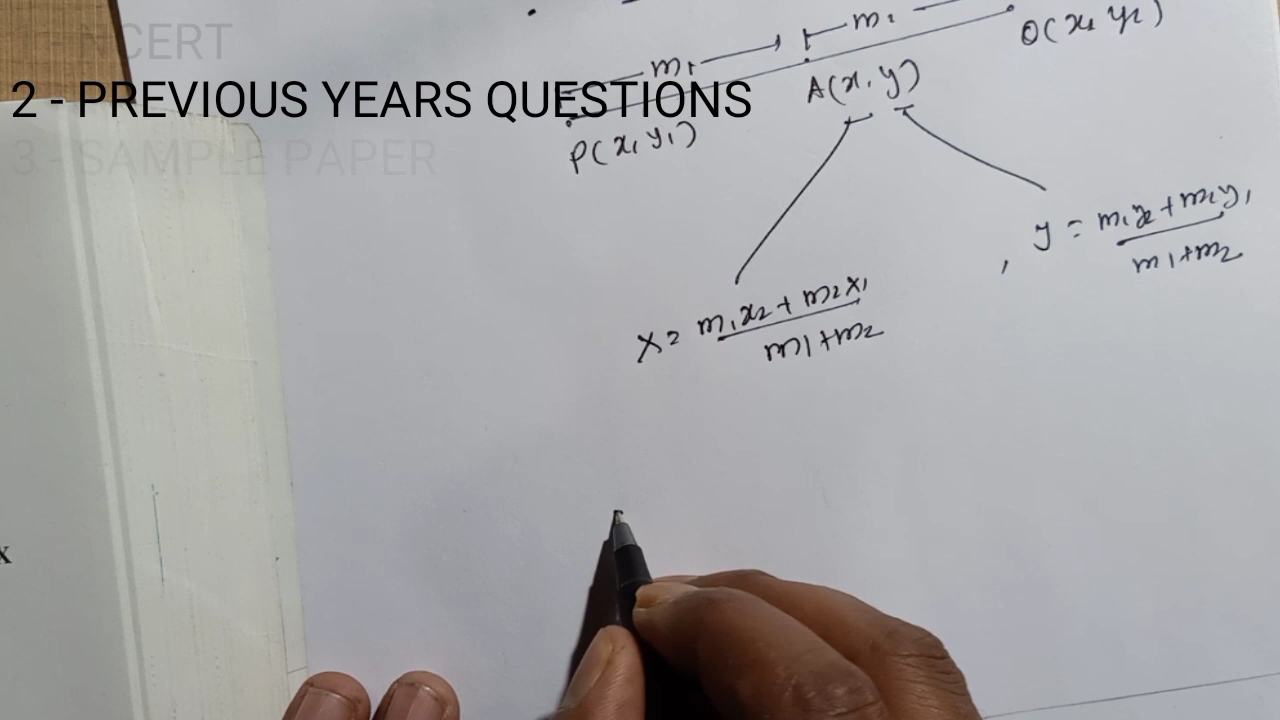 1 - NCERT
2 - PREVIOUS YEARS QUESTIONS
3 - SAMPLE PAPER
m₁
m₂
P(x₁ y₁)
A(x, y)
Q(x₂ y₂)
x = m₁x₂ + m₂x₁
m1+m2
, y = m₁y₂ + m₂y₁
m1+m2
x